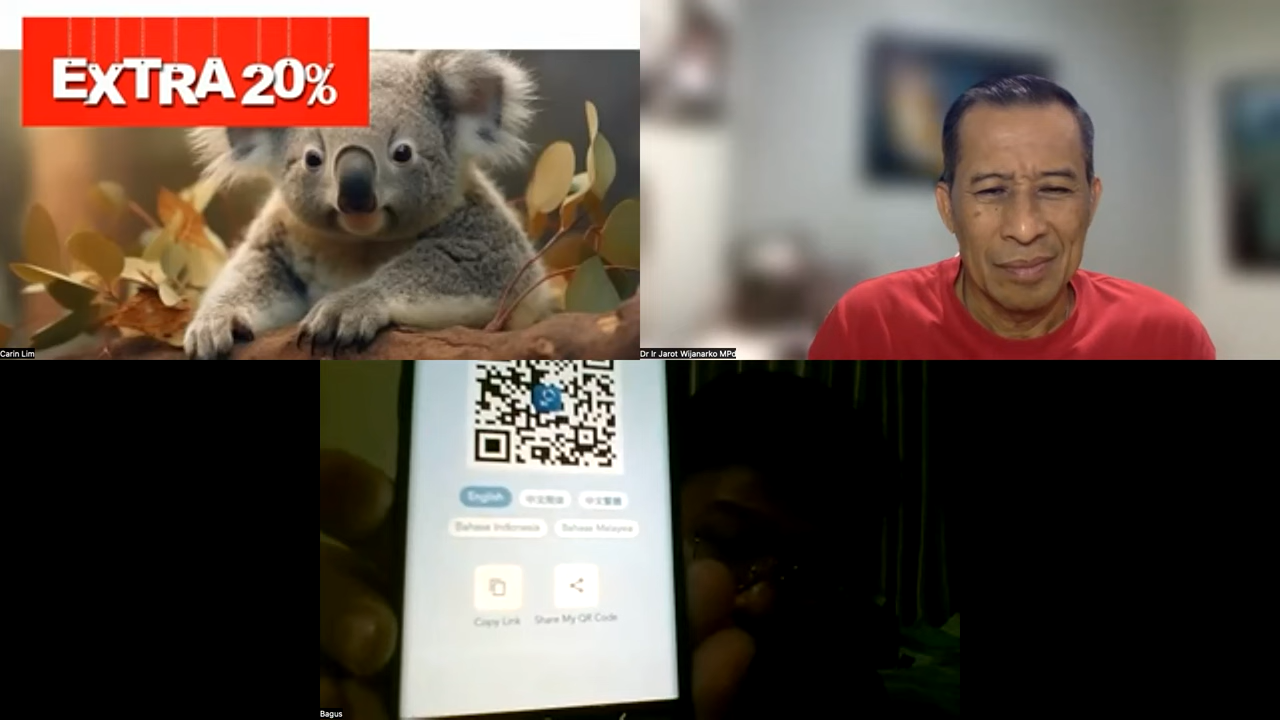 EXTRA 20%
Carin Lim
Dr Ir Jarot Wijanarko MPd
English 中文简体 中文繁體
Bahasa Indonesia Bahasa Malaysia
Copy Link Share My QR Code
Bagus